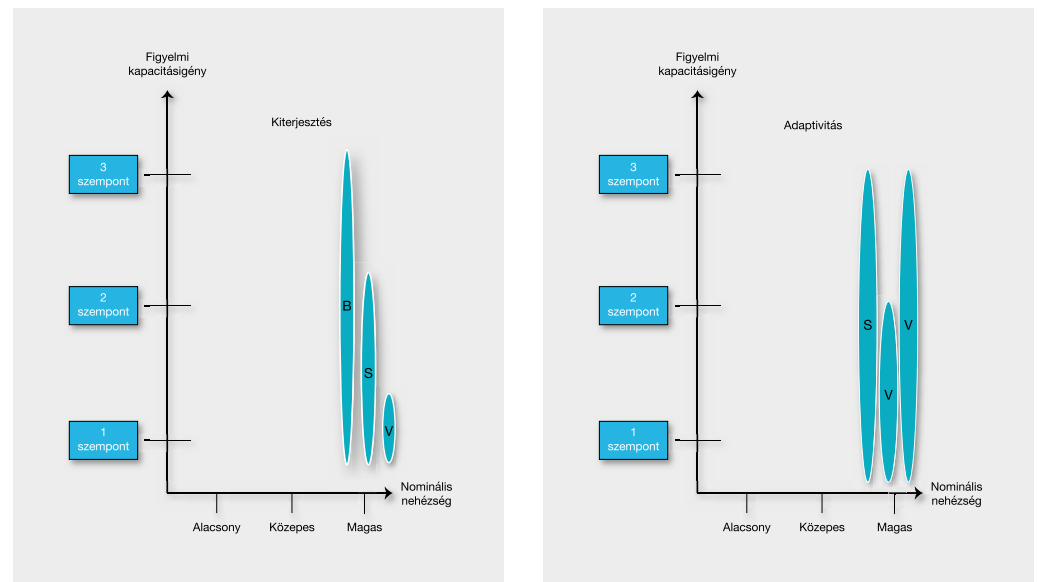 Figyelmi
kapacitásigény
Kiterjesztés
3
szempont
2
szempont
1
szempont
B
S
V
Nominális
nehézség
Alacsony
Közepes
Magas
Figyelmi
kapacitásigény
Adaptivitás
3
szempont
2
szempont
1
szempont
S
V
V
Nominális
nehézség
Alacsony
Közepes
Magas